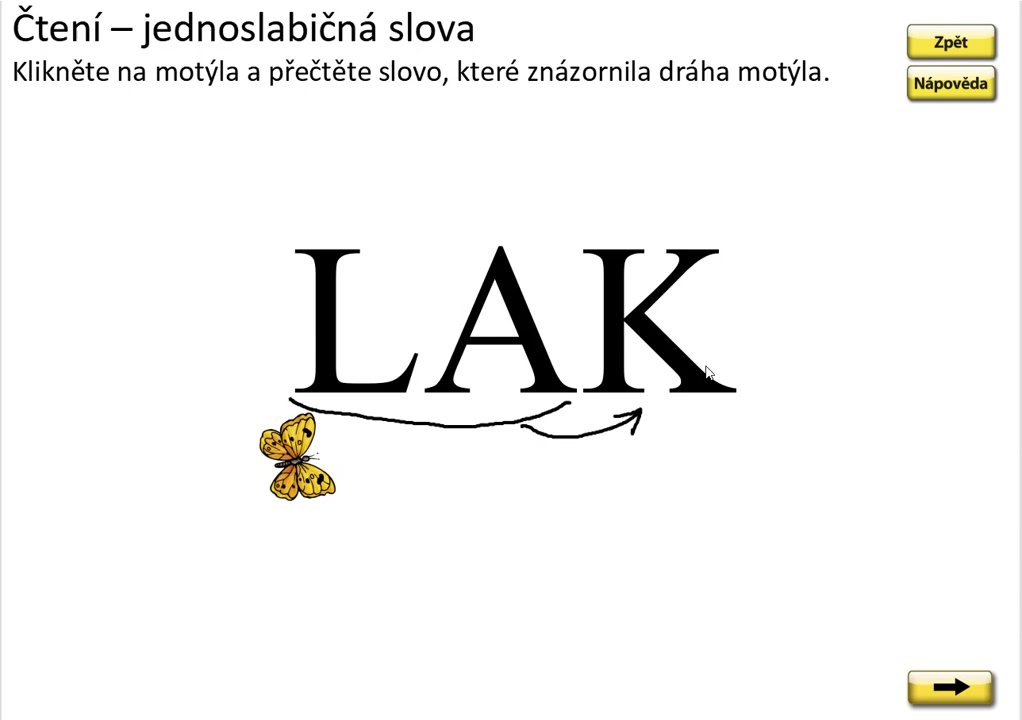 Čtení – jednoslabičná slova
Zpět
Klikněte na motýla a přečtěte slovo, které znázornila dráha motýla.
Nápověda
LAK